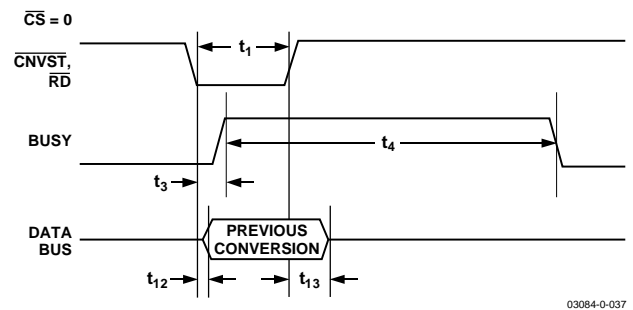 CS = 0
CNVST,
RD
t1
BUSY
t4
t3
DATA
BUS
PREVIOUS
CONVERSION
t12
t13
03084-0-037